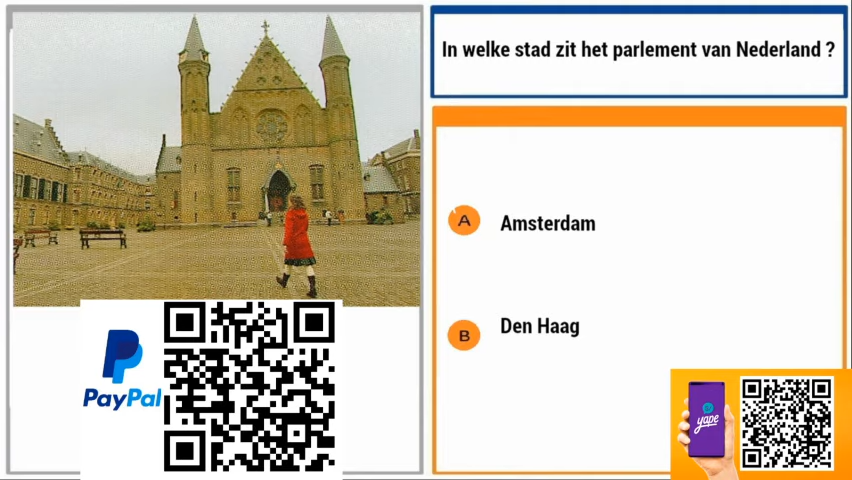 In welke stad zit het parlement van Nederland ?
A Amsterdam
B Den Haag
PayPal
yape